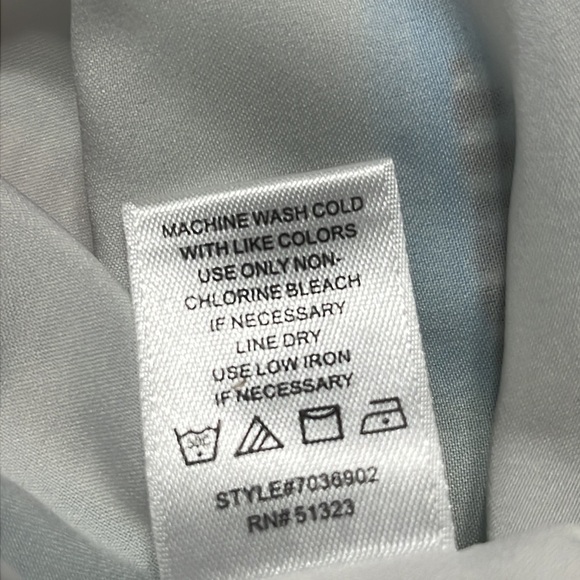 MACHINE WASH COLD
WITH LIKE COLORS
USE ONLY NON-
CHLORINE BLEACH
IF NECESSARY
LINE DRY
USE LOW IRON
IF NECESSARY
30C
STYLE#7036902
RN# 51323